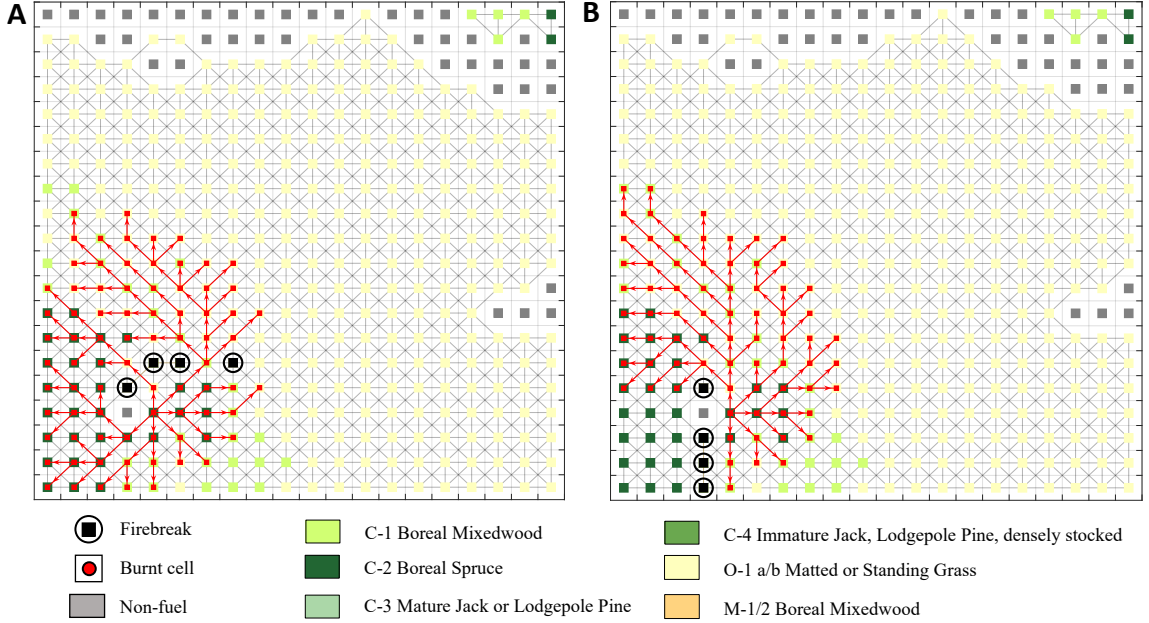 A
B
Firebreak
C-1 Boreal Mixedwood
C-4 Immature Jack, Lodgepole Pine, densely stocked
Burnt cell
C-2 Boreal Spruce
O-1 a/b Matted or Standing Grass
Non-fuel
C-3 Mature Jack or Lodgepole Pine
M-1/2 Boreal Mixedwood